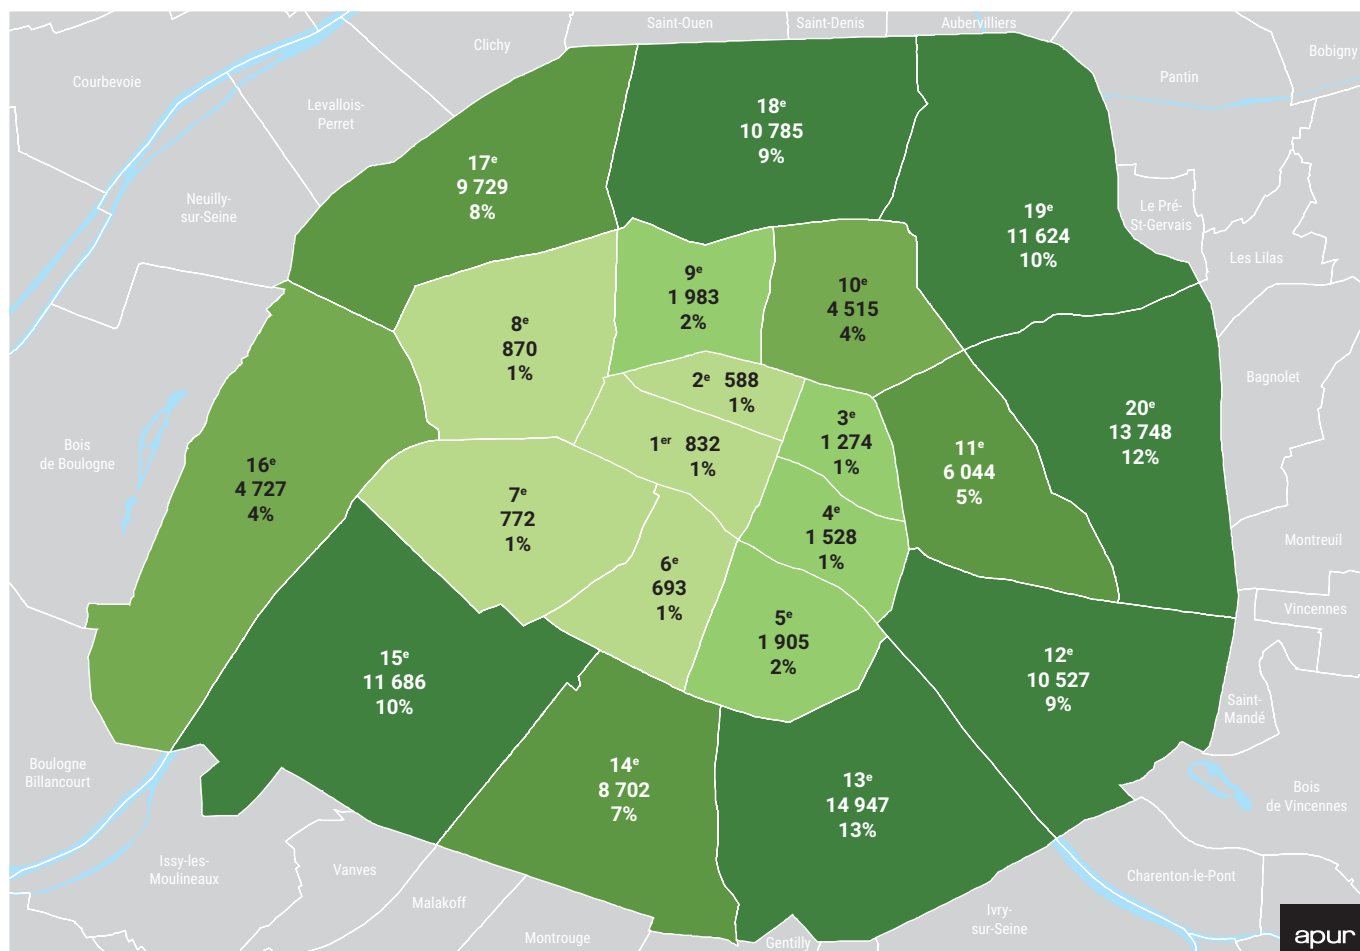 Saint-Ouen
Saint-Denis
Aubervilliers
Clichy
Bobigny
Courbevoie
Pantin
Levallois-
Perret
18e
10 785
9%
17e
9 729
8%
Neuilly-
sur-Seine
19e
11 624
10%
Le Pré-
St-Gervais
Les Lilas
9e
1 983
2%
10e
4 515
4%
8e
870
1%
2e 588
1%
Bagnolet
20e
13 748
12%
3e
1 274
1%
1er 832
1%
11e
6 044
5%
Bois
de Boulogne
16e
4 727
4%
7e
772
1%
4e
1 528
1%
Montreuil
6e
693
1%
Vincennes
5e
1 905
2%
15e
11 686
10%
12e
10 527
9%
Saint-
Mandé
Boulogne
Billancourt
14e
8 702
7%
13e
14 947
13%
Bois
de Vincennes
Issy-les-
Moulineaux
Vanves
Charenton-le-Pont
Malakoff
Ivry-
sur-Seine
Montrouge
Gentilly
apur